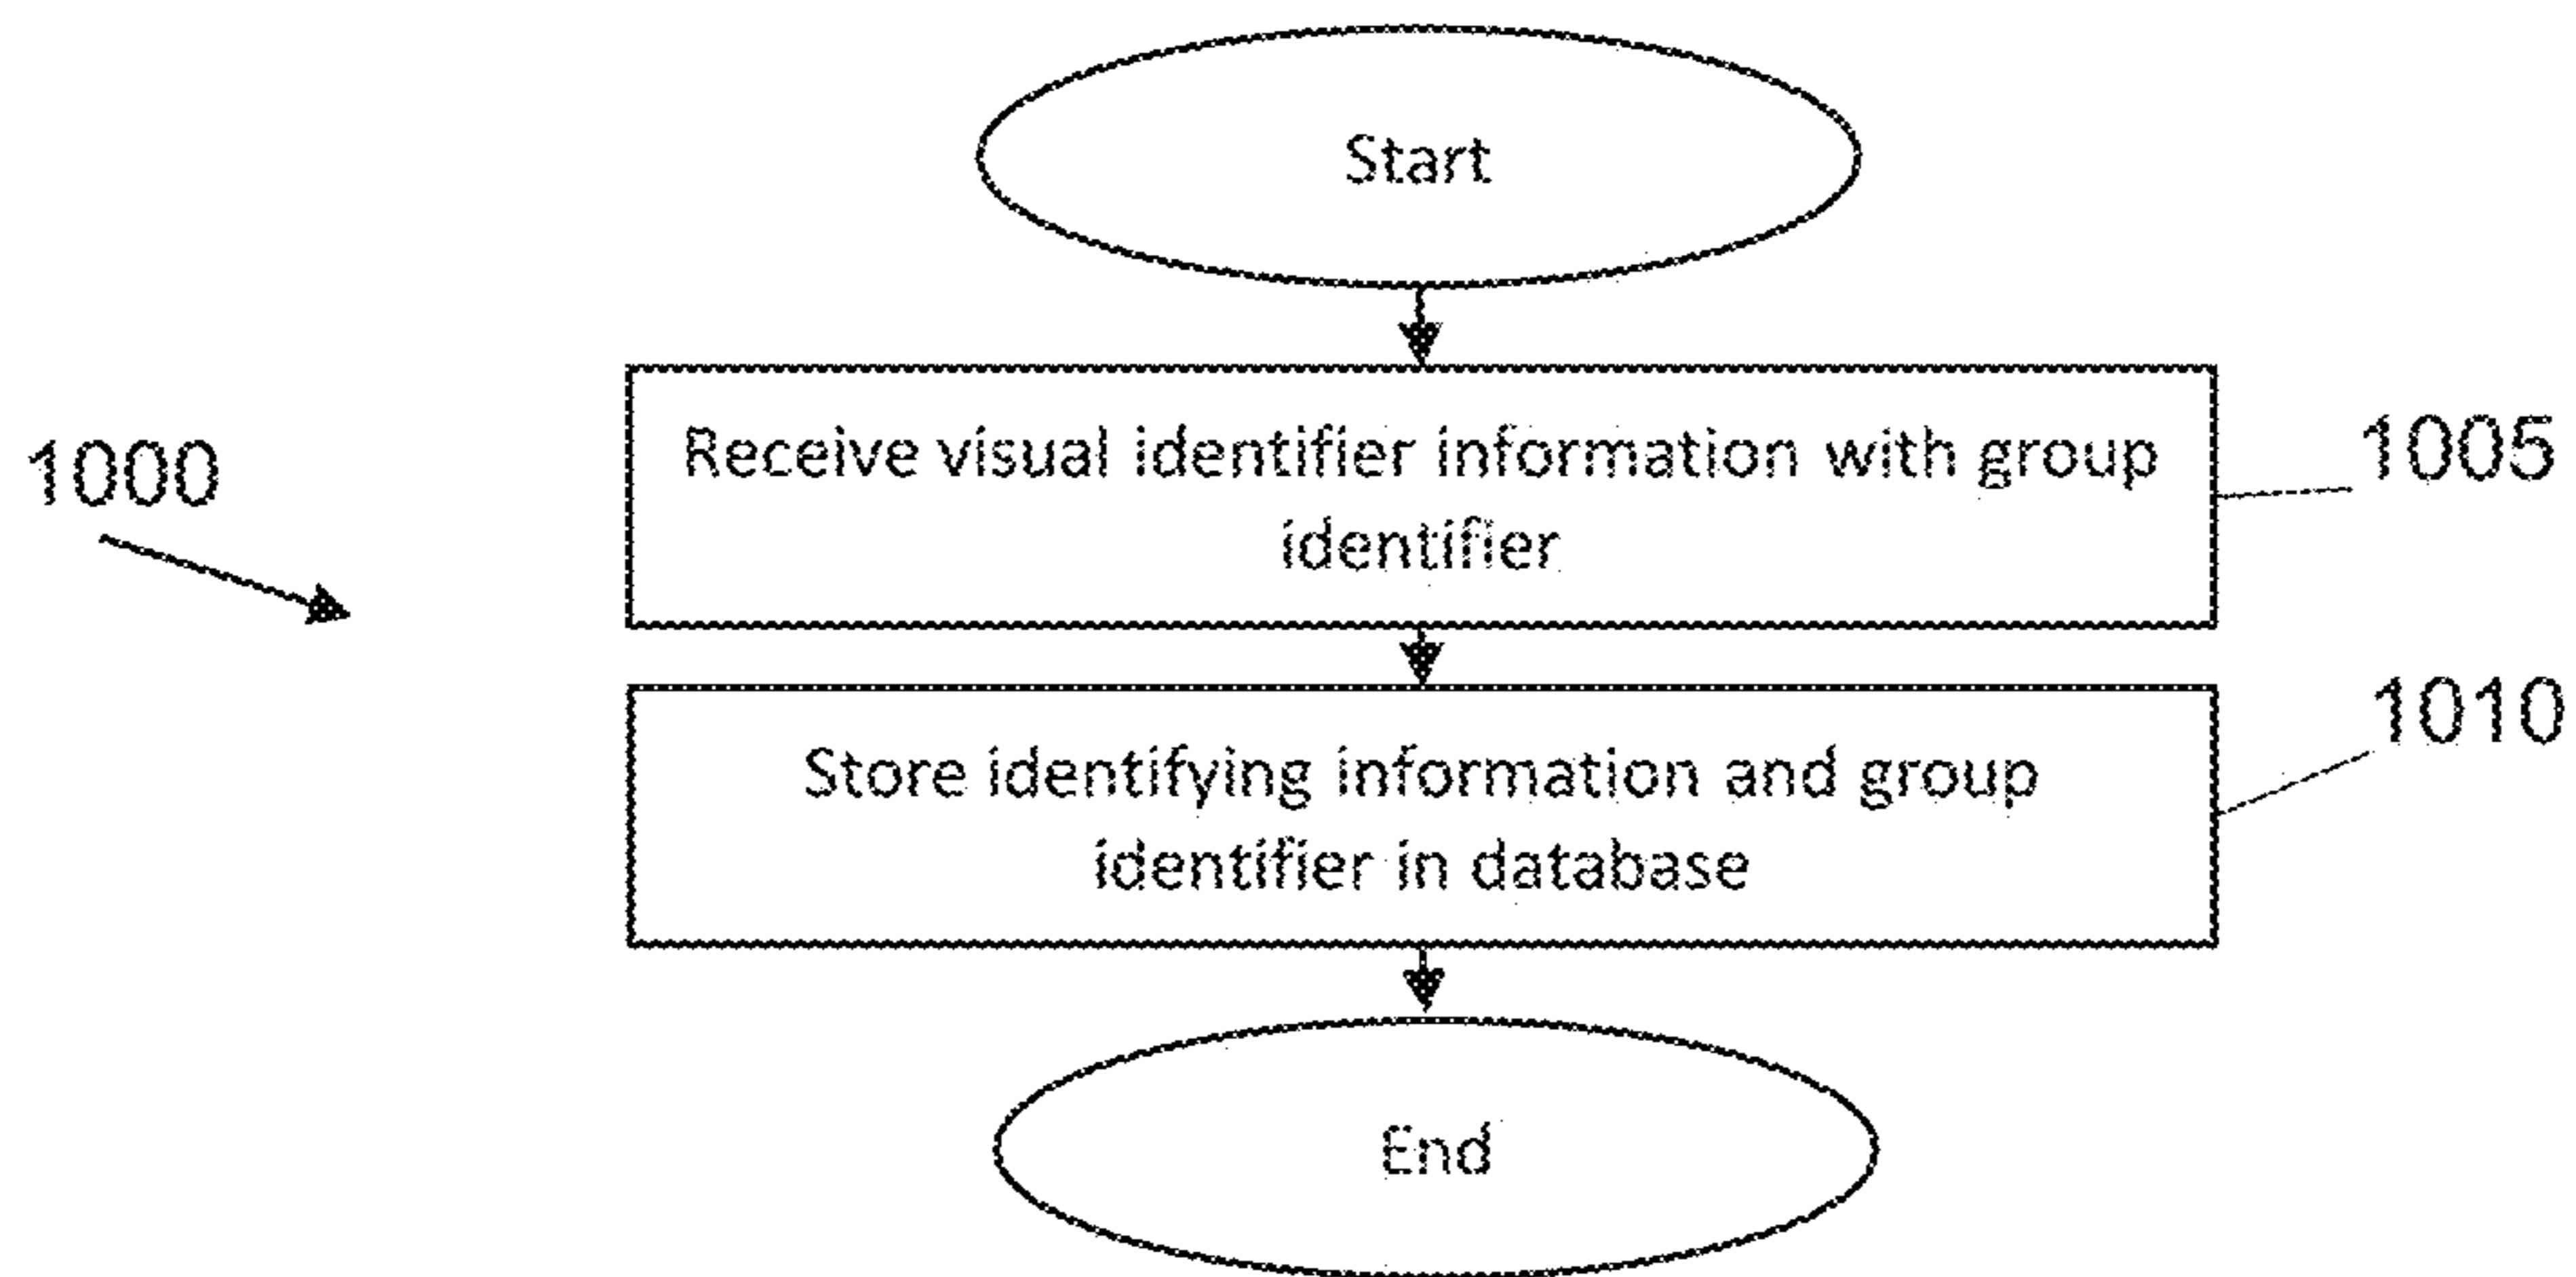 Start
1000
Receive visual identifier information with group
identifier
1005
Store identifying information and group
identifier in database
1010
End